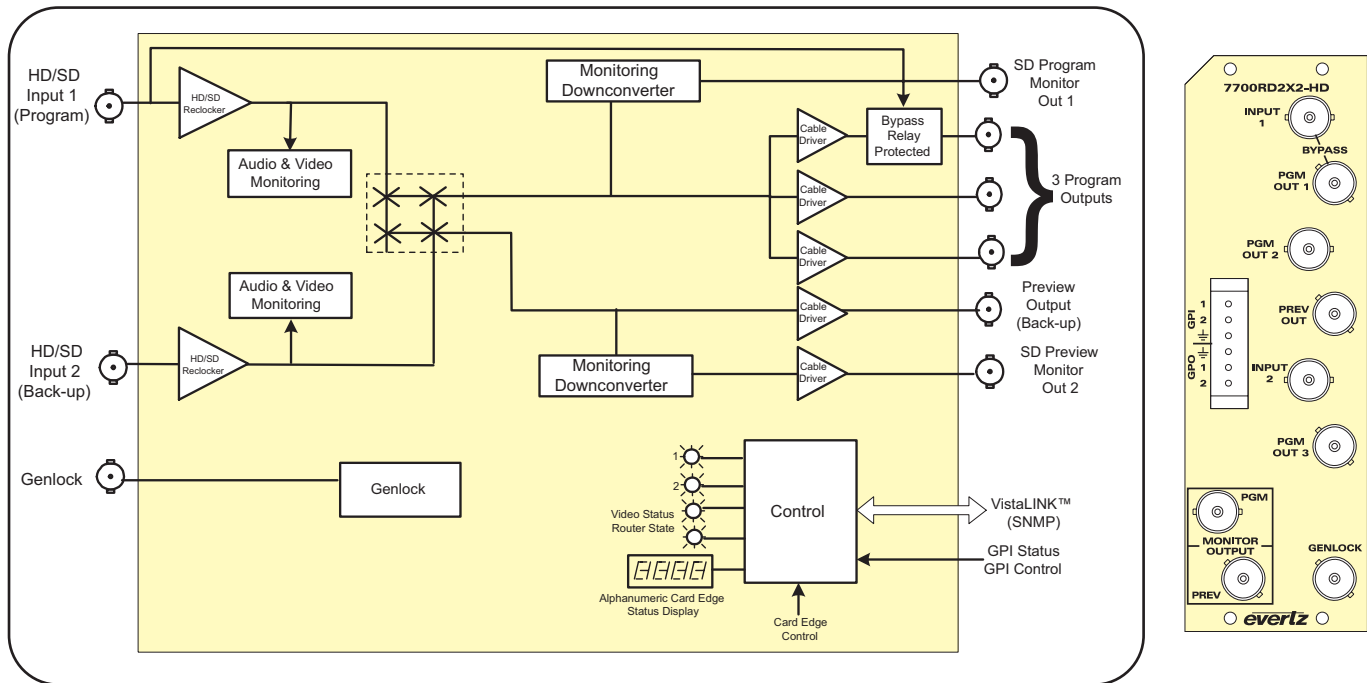 HD/SD
Input 1
(Program)
HD/SD
Reclocker
Audio & Video
Monitoring
Monitoring
Downconverter
SD Program
Monitor
Out 1
Cable
Driver
Bypass
Relay
Protected
Cable
Driver
3 Program
Outputs
Cable
Driver
Audio & Video
Monitoring
Cable
Driver
Preview
Output
(Back-up)
HD/SD
Input 2
(Back-up)
HD/SD
Reclocker
Monitoring
Downconverter
Cable
Driver
SD Preview
Monitor
Out 2
Genlock
Genlock
1
2
Video Status
Router State
Alphanumeric Card Edge
Status Display
Control
Card Edge
Control
VistaLINK™
(SNMP)
GPI Status
GPI Control
7700RD2X2-HD
INPUT
1
BYPASS
PGM
OUT 1
PGM
OUT 2
GPI
1
2
GPO
1
2
PREV
OUT
INPUT
2
PGM
OUT 3
PGM
MONITOR
OUTPUT
PREV
GENLOCK
evertz